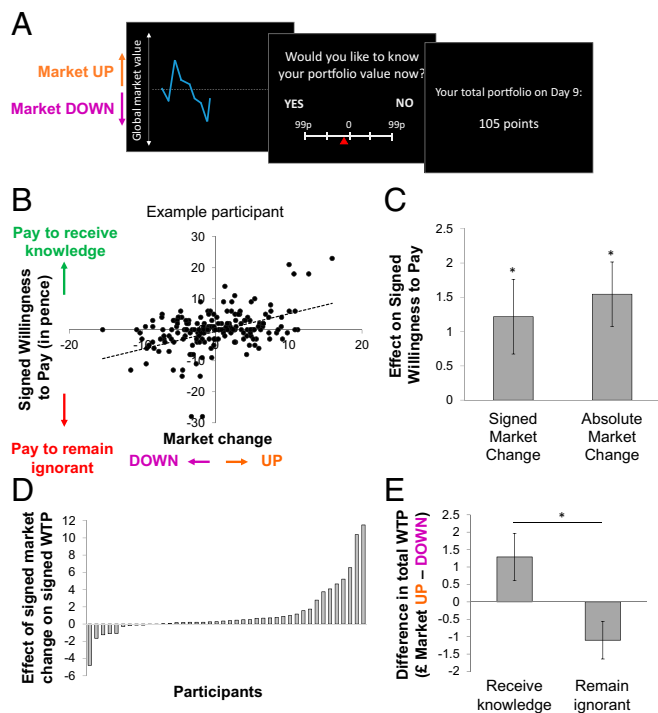 A
Market UP
Market DOWN
Global market value
Would you like to know
your portfolio value now?
YES
NO
99p
0
99p
Your total portfolio on Day 9:
105 points
B
Example participant
Pay to receive
knowledge
Signed Willingness
to Pay (in pence)
Pay to remain
ignorant
30
20
10
-10
-20
-30
-20
-10
0
10
20
Market change
DOWN
UP
C
Effect on Signed
Willingness to Pay
2.5
2
1.5
1
0.5
0
*
*
Signed
Market
Change
Absolute
Market
Change
D
Effect of signed market
change on signed WTP
12
10
8
6
4
2
0
-2
-4
-6
Participants
E
Difference in total WTP
(£ Market UP – DOWN)
2.5
2
1.5
1
0.5
0
-0.5
-1
-1.5
-2
*
Receive
knowledge
Remain
ignorant